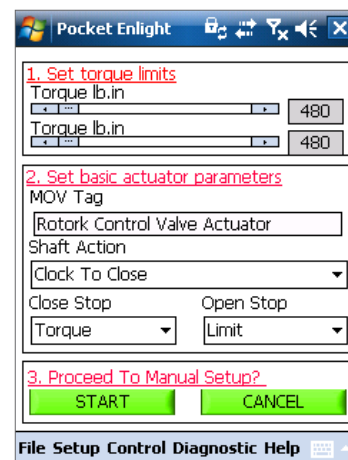 Pocket Enlight
1. Set torque limits
Torque lb.in
480
Torque lb.in
480
2. Set basic actuator parameters
MOV Tag
Rotork Control Valve Actuator
Shaft Action
Clock To Close
Close Stop Open Stop
Torque Limit
3. Proceed To Manual Setup?
START CANCEL
File Setup Control Diagnostic Help